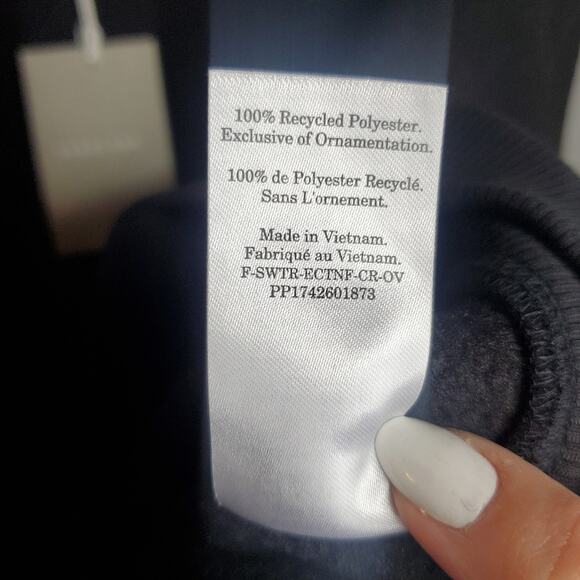 100% Recycled Polyester.
Exclusive of Ornamentation.
100% de Polyester Recyclé.
Sans L'ornement.
Made in Vietnam.
Fabriqué au Vietnam.
F-SWTR-ECTNF-CR-OV
PP1742601873